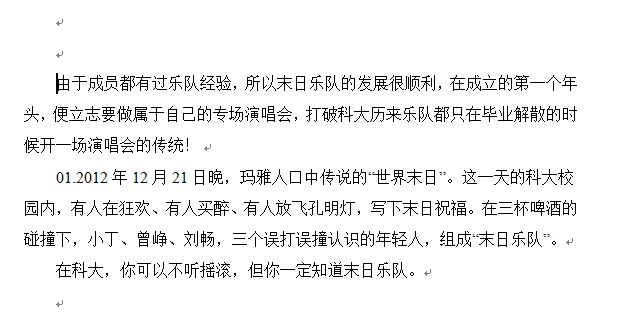 由于成员都有过乐队经验，所以末日乐队的发展很顺利，在成立的第一个年
头，便立志要做属于自己的专场演唱会，打破科大历来乐队都只在毕业解散的时
候开一场演唱会的传统！
01.2012 年 12 月 21 日晚，玛雅人口中传说的“世界末日”。这一天的科大校
园内，有人在狂欢、有人买醉、有人放飞孔明灯，写下末日祝福。在三杯啤酒的
碰撞下，小丁、曾峥、刘畅，三个误打误撞认识的年轻人，组成“末日乐队”。
在科大，你可以不听摇滚，但你一定知道末日乐队。